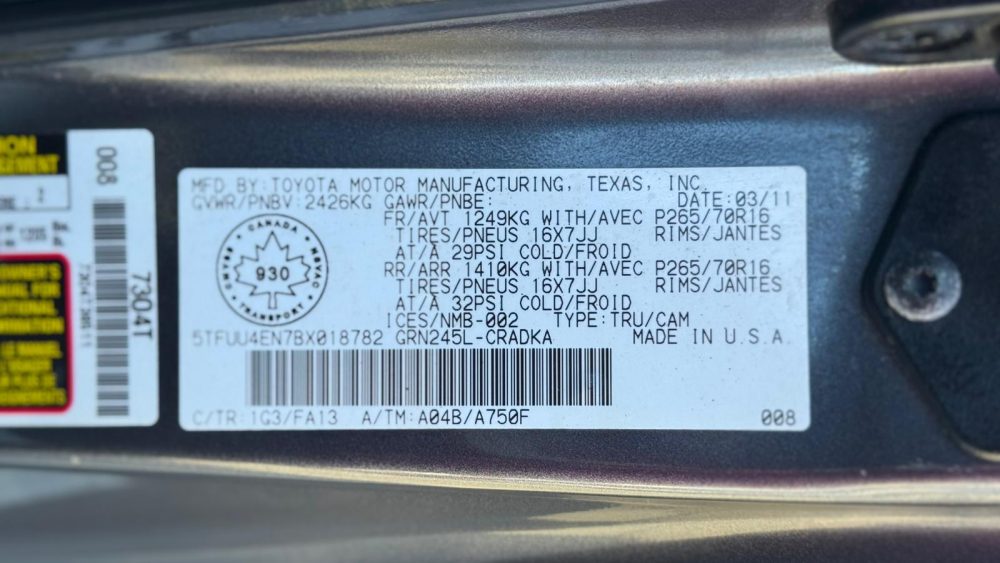 MFD BY: TOYOTA MOTOR MANUFACTURING, TEXAS, INC.
GVWR/PNBV: 2426KG GAWR/PNBE: DATE: 03/11
FR/AVT 1249KG WITH/AVEC P265/70R16
TIRES/PNEUS 16X7JJ RIMS/JANTES
AT/A 29PSI COLD/FROID
RR/ARR 1410KG WITH/AVEC P265/70R16
TIRES/PNEUS 16X7JJ RIMS/JANTES
AT/A 32PSI COLD/FROID
ICES/NMB-002 TYPE: TRU/CAM
5TFUU4EN7BX018782 GRN245L-CRADKA MADE IN U.S.A.
C/TR: 1G3/FA13 A/TM: A04B/A750F 008
CANADA
930
TRANSPORT
008
7304T
OWNER'S